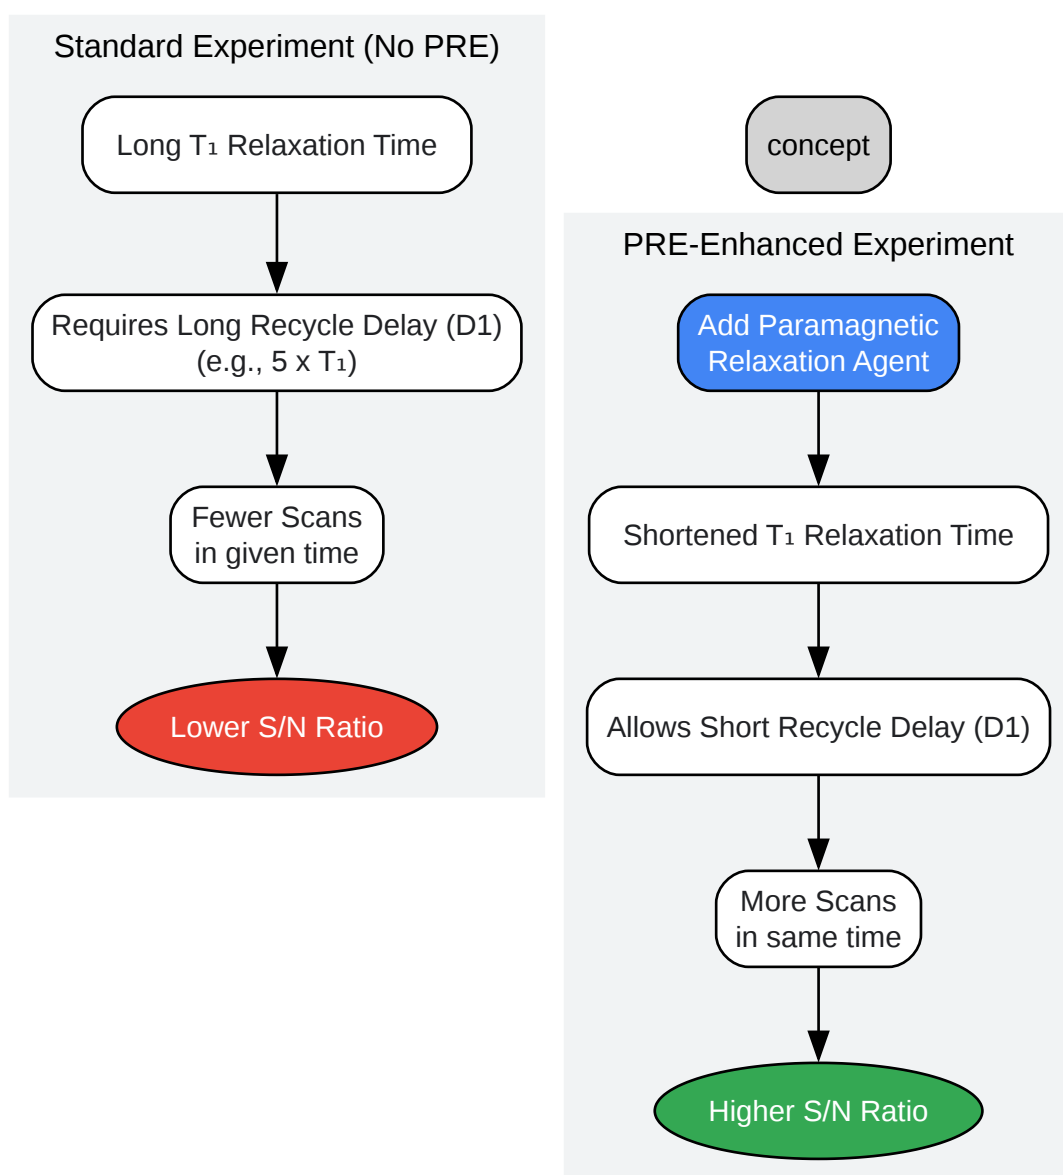 Standard Experiment (No PRE)
Long T₁ Relaxation Time
Requires Long Recycle Delay (D1)
(e.g., 5 x T₁)
Fewer Scans
in given time
Lower S/N Ratio
concept
PRE-Enhanced Experiment
Add Paramagnetic
Relaxation Agent
Shortened T₁ Relaxation Time
Allows Short Recycle Delay (D1)
More Scans
in same time
Higher S/N Ratio